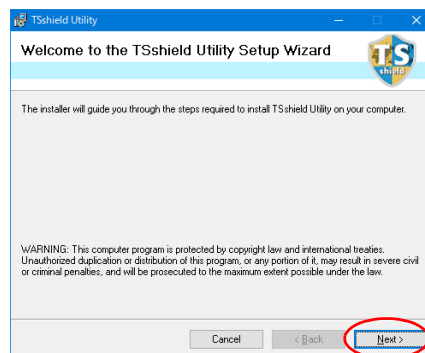 TSshield Utility
Welcome to the TSshield Utility Setup Wizard
TS
shield
The installer will guide you through the steps required to install TSshield Utility on your computer.
WARNING: This computer program is protected by copyright law and international treaties.
Unauthorized duplication or distribution of this program, or any portion of it, may result in severe civil
or criminal penalties, and will be prosecuted to the maximum extent possible under the law.
Cancel
< Back
Next >